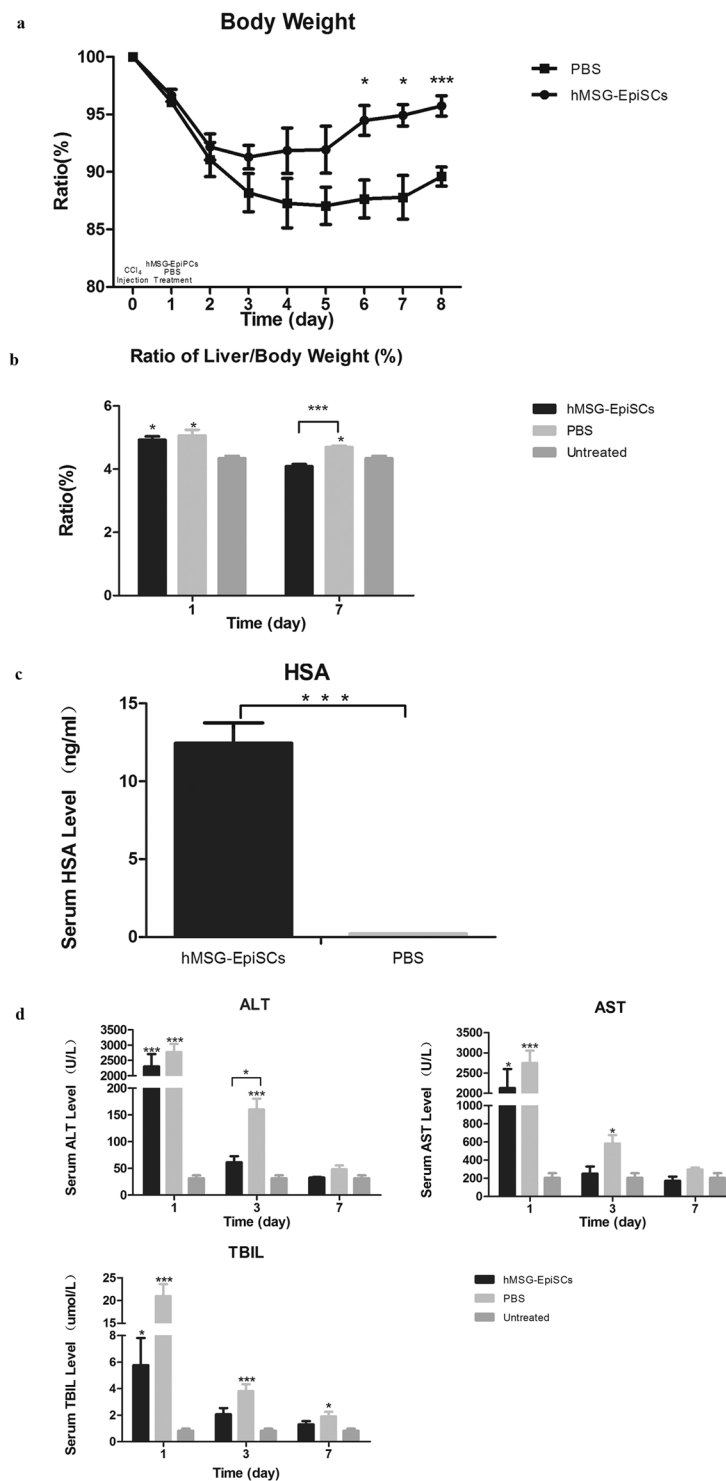 a
Body Weight
Ratio(%)
100
95
90
85
80
* * ***
PBS
hMSG-EpiSCs
CCl4
Injection
hMSG-EpiPCs
PBS
Treatment
0 1 2 3 4 5 6 7 8
Time (day)
b
Ratio of Liver/Body Weight (%)
Ratio(%)
6
4
2
0
* * *** *
hMSG-EpiSCs
PBS
Untreated
1 7
Time (day)
c
HSA
Serum HSA Level (ng/ml)
15
10
5
0
* * *
hMSG-EpiSCs PBS
d
ALT
Serum ALT Level (U/L)
3500
3000
2500
2000
200
150
100
50
0
*** *** * ***
1 3 7
Time (day)
AST
Serum AST Level (U/L)
3500
3000
2500
2000
1000
800
600
400
200
0
* *** *
1 3 7
Time (day)
TBIL
Serum TBIL Level (umol/L)
25
20
15
8
6
4
2
0
* *** *** *
1 3 7
Time (day)
hMSG-EpiSCs
PBS
Untreated